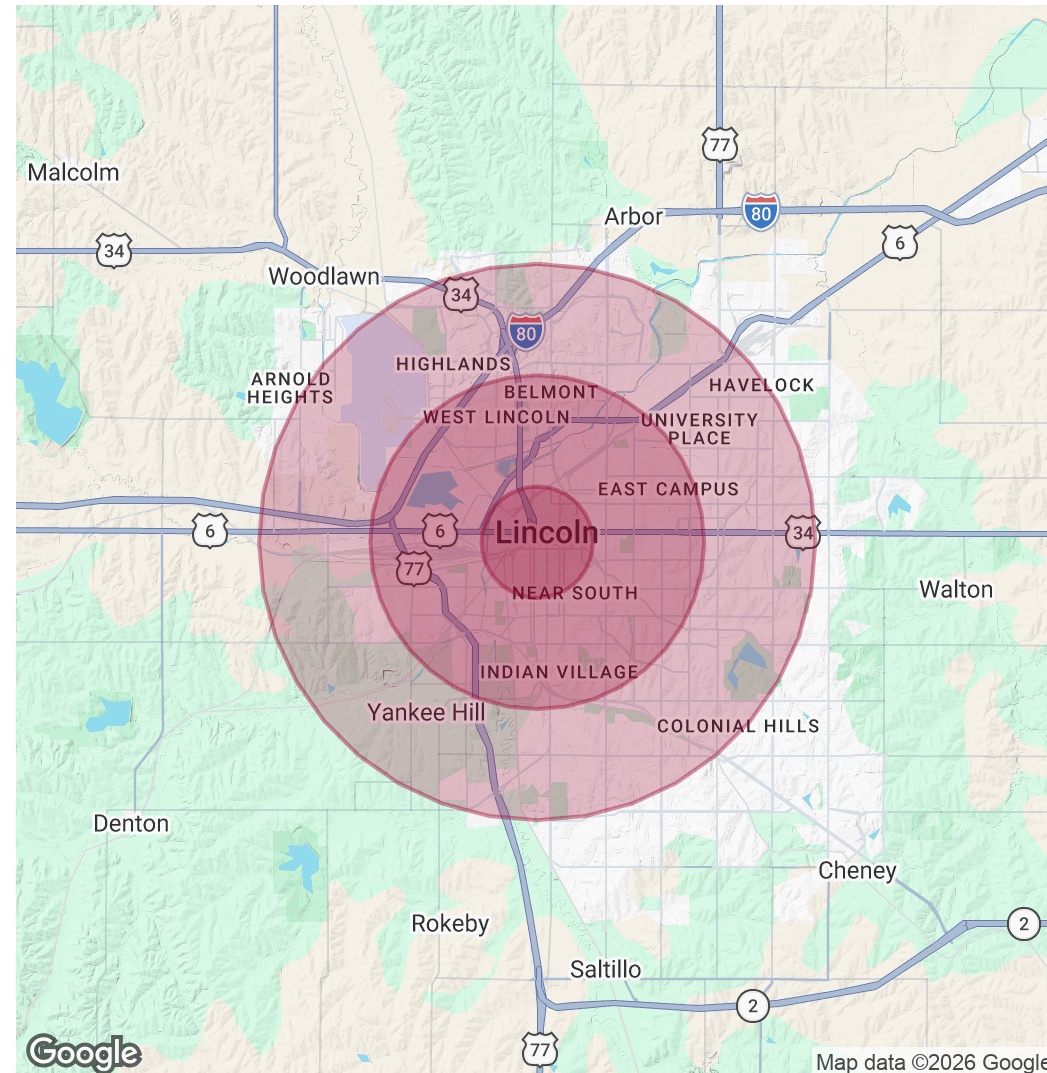 77
Malcolm
Arbor
80
6
34
Woodlawn
34
80
HIGHLANDS
ARNOLD
HEIGHTS
BELMONT
HAVELOCK
WEST LINCOLN
UNIVERSITY
PLACE
EAST CAMPUS
6
6
Lincoln
34
77
Walton
NEAR SOUTH
INDIAN VILLAGE
Yankee Hill
COLONIAL HILLS
Denton
Cheney
Rokeby
2
Saltillo
2
77
Google
Map data ©2026 Google